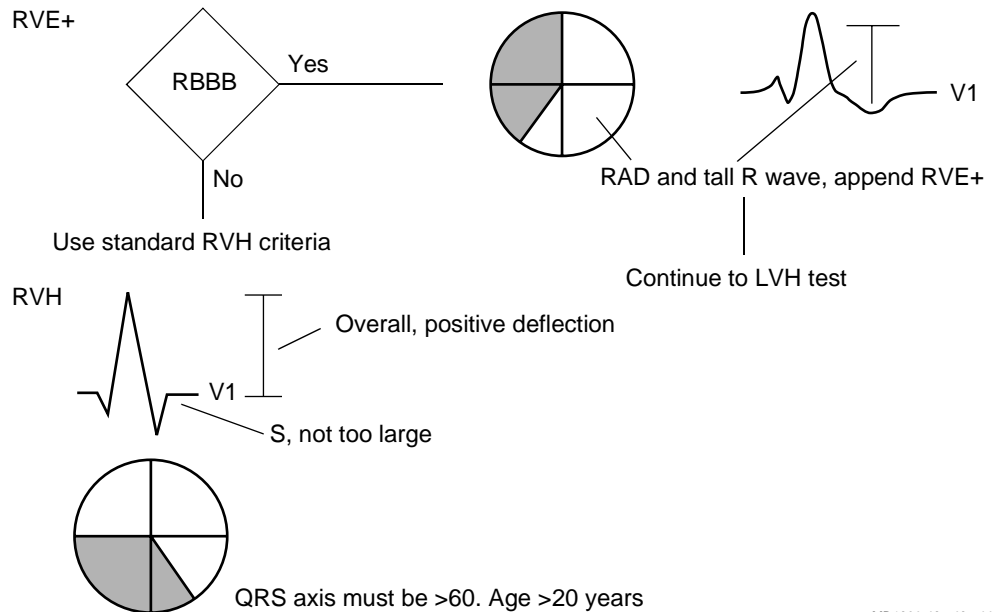 RVE+
RBBB
Yes
V1
No
RAD and tall R wave, append RVE+
Use standard RVH criteria
Continue to LVH test
RVH
Overall, positive deflection
V1
S, not too large
QRS axis must be >60. Age >20 years